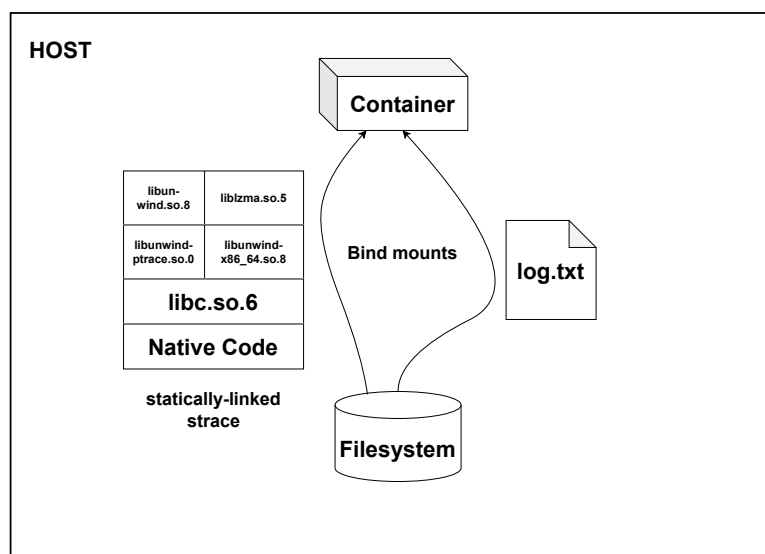 HOST
Container
libun-
wind.so.8
liblzma.so.5
libunwind-
ptrace.so.0
libunwind-
x86_64.so.8
libc.so.6
Native Code
statically-linked
strace
Bind mounts
log.txt
Filesystem